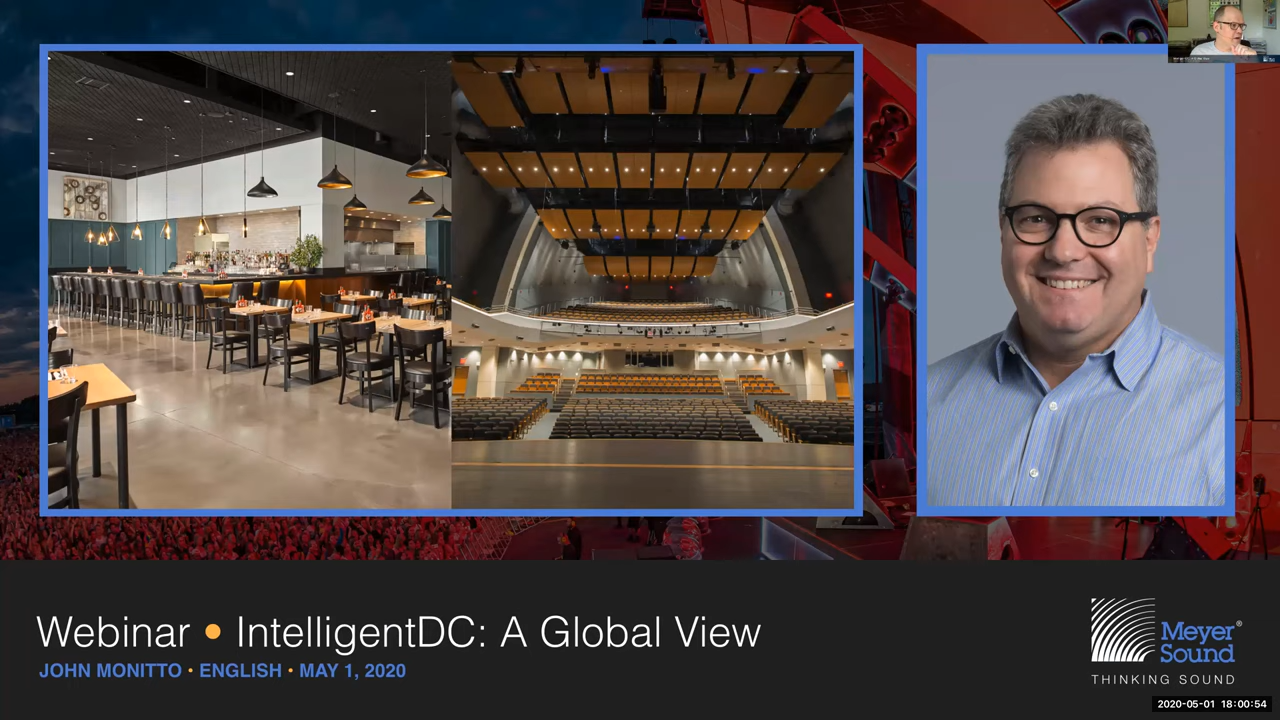 Webinar • IntelligentDC: A Global View
JOHN MONITTO • ENGLISH • MAY 1, 2020
Meyer
Sound®
THINKING SOUND
2020-05-01 18:00:54